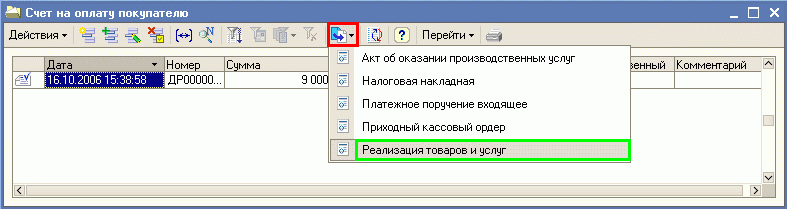 Счет на оплату покупателю
Действия
Перейти
Дата Номер Сумма венный Комментарий
16.10.2006 15:38:58 ДР00000... 9 000
Акт об оказании производственных услуг
Налоговая накладная
Платежное поручение входящее
Приходный кассовый ордер
Реализация товаров и услуг